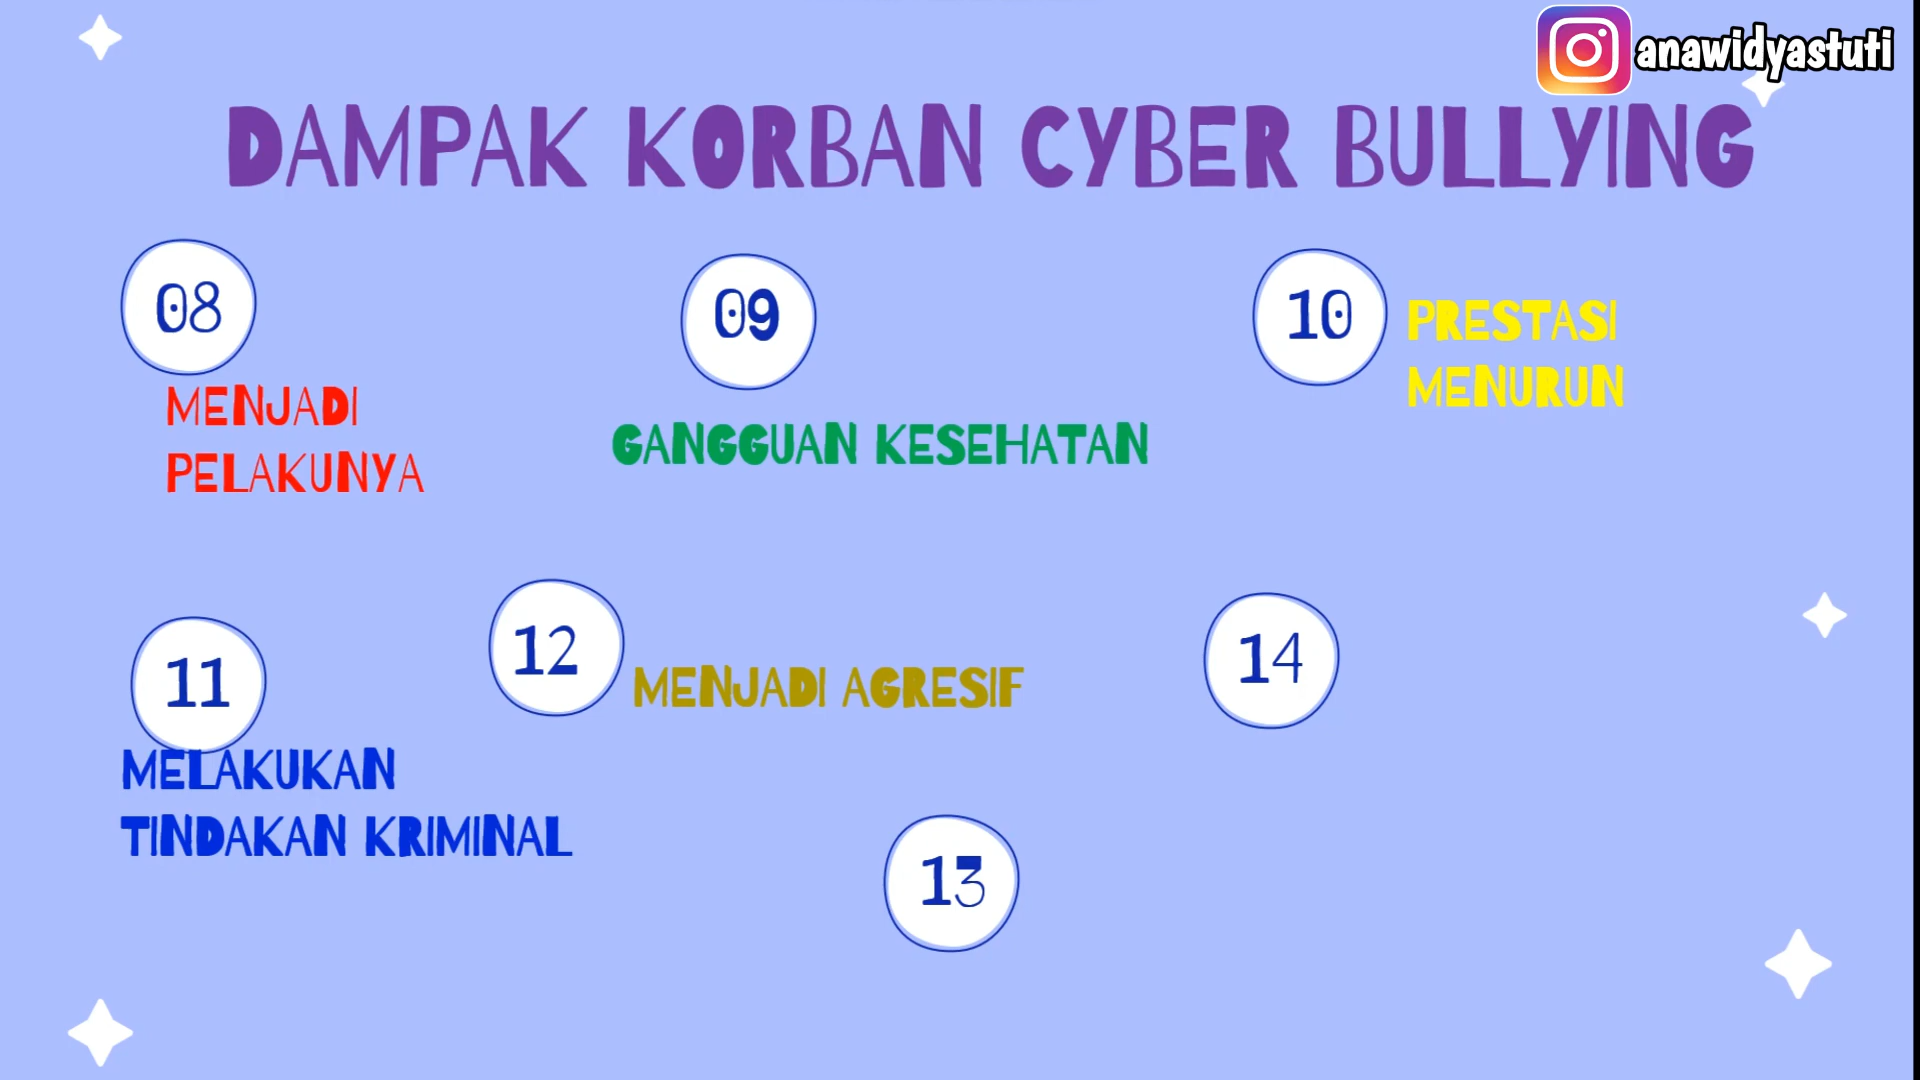 anawidyastuti
DAMPAK KORBAN CYBER BULLYING
08
MENJADI
PELAKUNYA
09
GANGGUAN KESEHATAN
10
PRESTASI
MENURUN
11
MELAKUKAN
TINDAKAN KRIMINAL
12
MENJADI AGRESIF
13
14